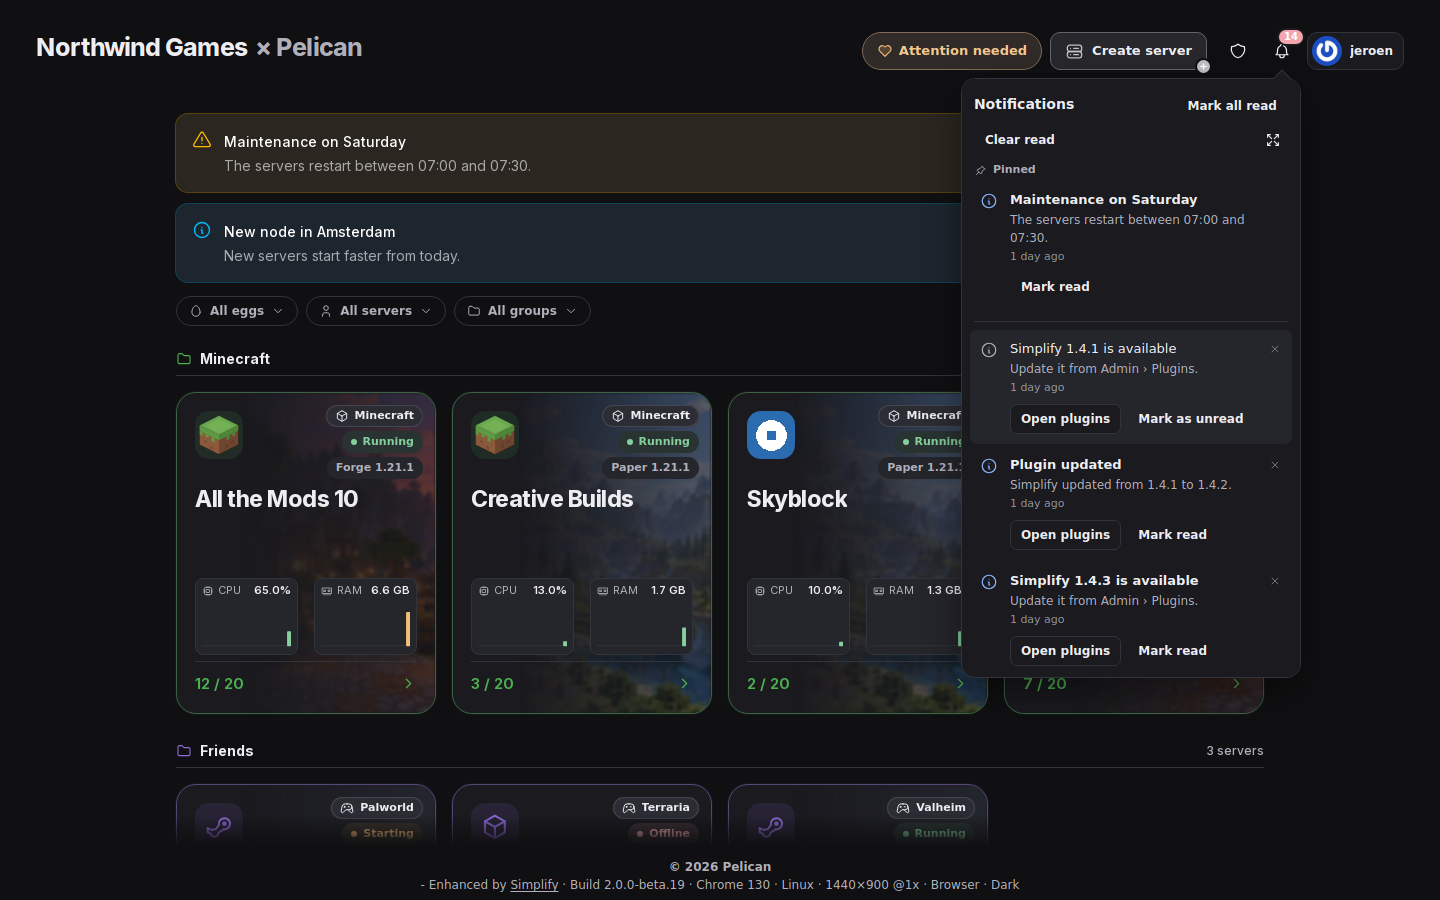 Northwind Games × Pelican
Attention needed
Create server
14
jeroen
Maintenance on Saturday
The servers restart between 07:00 and 07:30.
New node in Amsterdam
New servers start faster from today.
All eggs
All servers
All groups
Minecraft
Minecraft
Running
Forge 1.21.1
All the Mods 10
CPU 65.0%
RAM 6.6 GB
12 / 20
Minecraft
Running
Paper 1.21.1
Creative Builds
CPU 13.0%
RAM 1.7 GB
3 / 20
Minecraf
Running
Paper 1.21.1
Skyblock
CPU 10.0%
RAM 1.3 GB
2 / 20
7 / 20
Notifications
Mark all read
Clear read
Pinned
Maintenance on Saturday
The servers restart between 07:00 and
07:30.
1 day ago
Mark read
Simplify 1.4.1 is available
Update it from Admin › Plugins.
1 day ago
Open plugins
Mark as unread
Plugin updated
Simplify updated from 1.4.1 to 1.4.2.
1 day ago
Open plugins
Mark read
Simplify 1.4.3 is available
Update it from Admin › Plugins.
1 day ago
Open plugins
Mark read
Friends
3 servers
Palworld
Starting
Terraria
Offline
Valheim
Running
© 2026 Pelican
- Enhanced by Simplify · Build 2.0.0-beta.19 · Chrome 130 · Linux · 1440×900 @1x · Browser · Dark